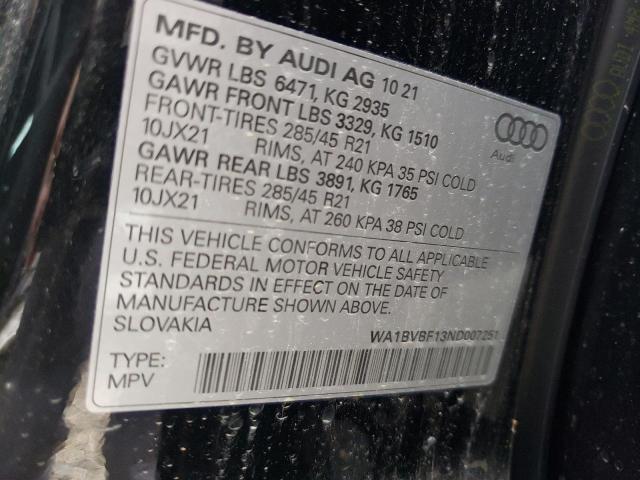 MFD. BY AUDI AG 10 21
GVWR LBS 6471, KG 2935
GAWR FRONT LBS 3329, KG 1510
FRONT-TIRES 285/45 R21
10JX21 RIMS, AT 240 KPA 35 PSI COLD
GAWR REAR LBS 3891, KG 1765
REAR-TIRES 285/45 R21
10JX21 RIMS, AT 260 KPA 38 PSI COLD
Audi
THIS VEHICLE CONFORMS TO ALL APPLICABLE
U.S. FEDERAL MOTOR VEHICLE SAFETY
STANDARDS IN EFFECT ON THE DATE OF
MANUFACTURE SHOWN ABOVE.
SLOVAKIA
WA1BVBF13ND007251
TYPE:
MPV
AUDI